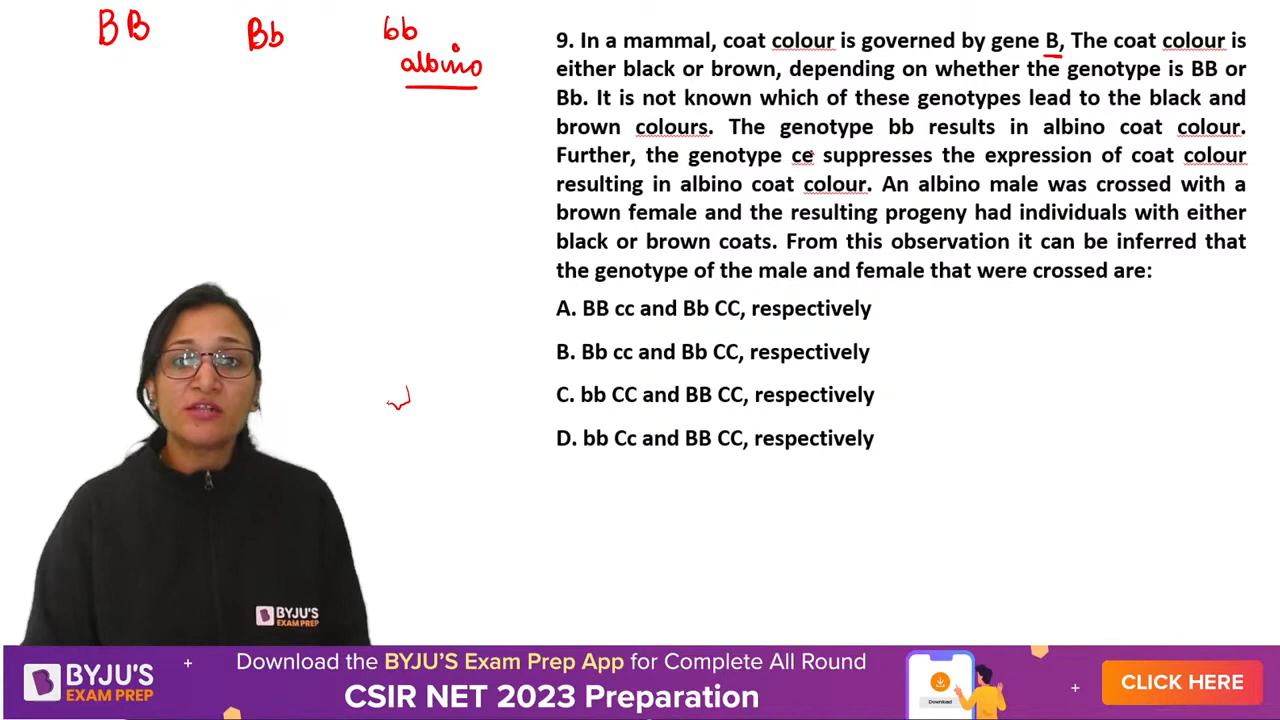 BB Bb bb
albino
9. In a mammal, coat colour is governed by gene B, The coat colour is
either black or brown, depending on whether the genotype is BB or
Bb. It is not known which of these genotypes lead to the black and
brown colours. The genotype bb results in albino coat colour.
Further, the genotype cc suppresses the expression of coat colour
resulting in albino coat colour. An albino male was crossed with a
brown female and the resulting progeny had individuals with either
black or brown coats. From this observation it can be inferred that
the genotype of the male and female that were crossed are:
A. BB cc and Bb CC, respectively
B. Bb cc and Bb CC, respectively
C. bb CC and BB CC, respectively
D. bb Cc and BB CC, respectively
BYJU'S
EXAM PREP
BYJU'S
EXAM PREP
Download the BYJU'S Exam Prep App for Complete All Round
CSIR NET 2023 Preparation
Download
CLICK HERE